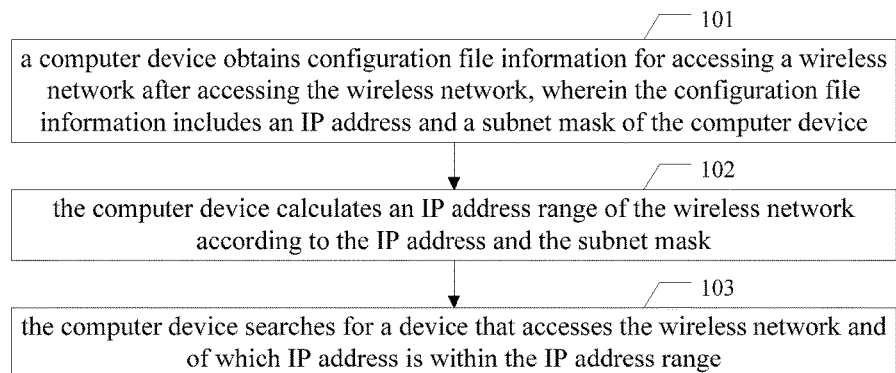 101
a computer device obtains configuration file information for accessing a wireless
network after accessing the wireless network, wherein the configuration file
information includes an IP address and a subnet mask of the computer device
102
the computer device calculates an IP address range of the wireless network
according to the IP address and the subnet mask
103
the computer device searches for a device that accesses the wireless network and
of which IP address is within the IP address range